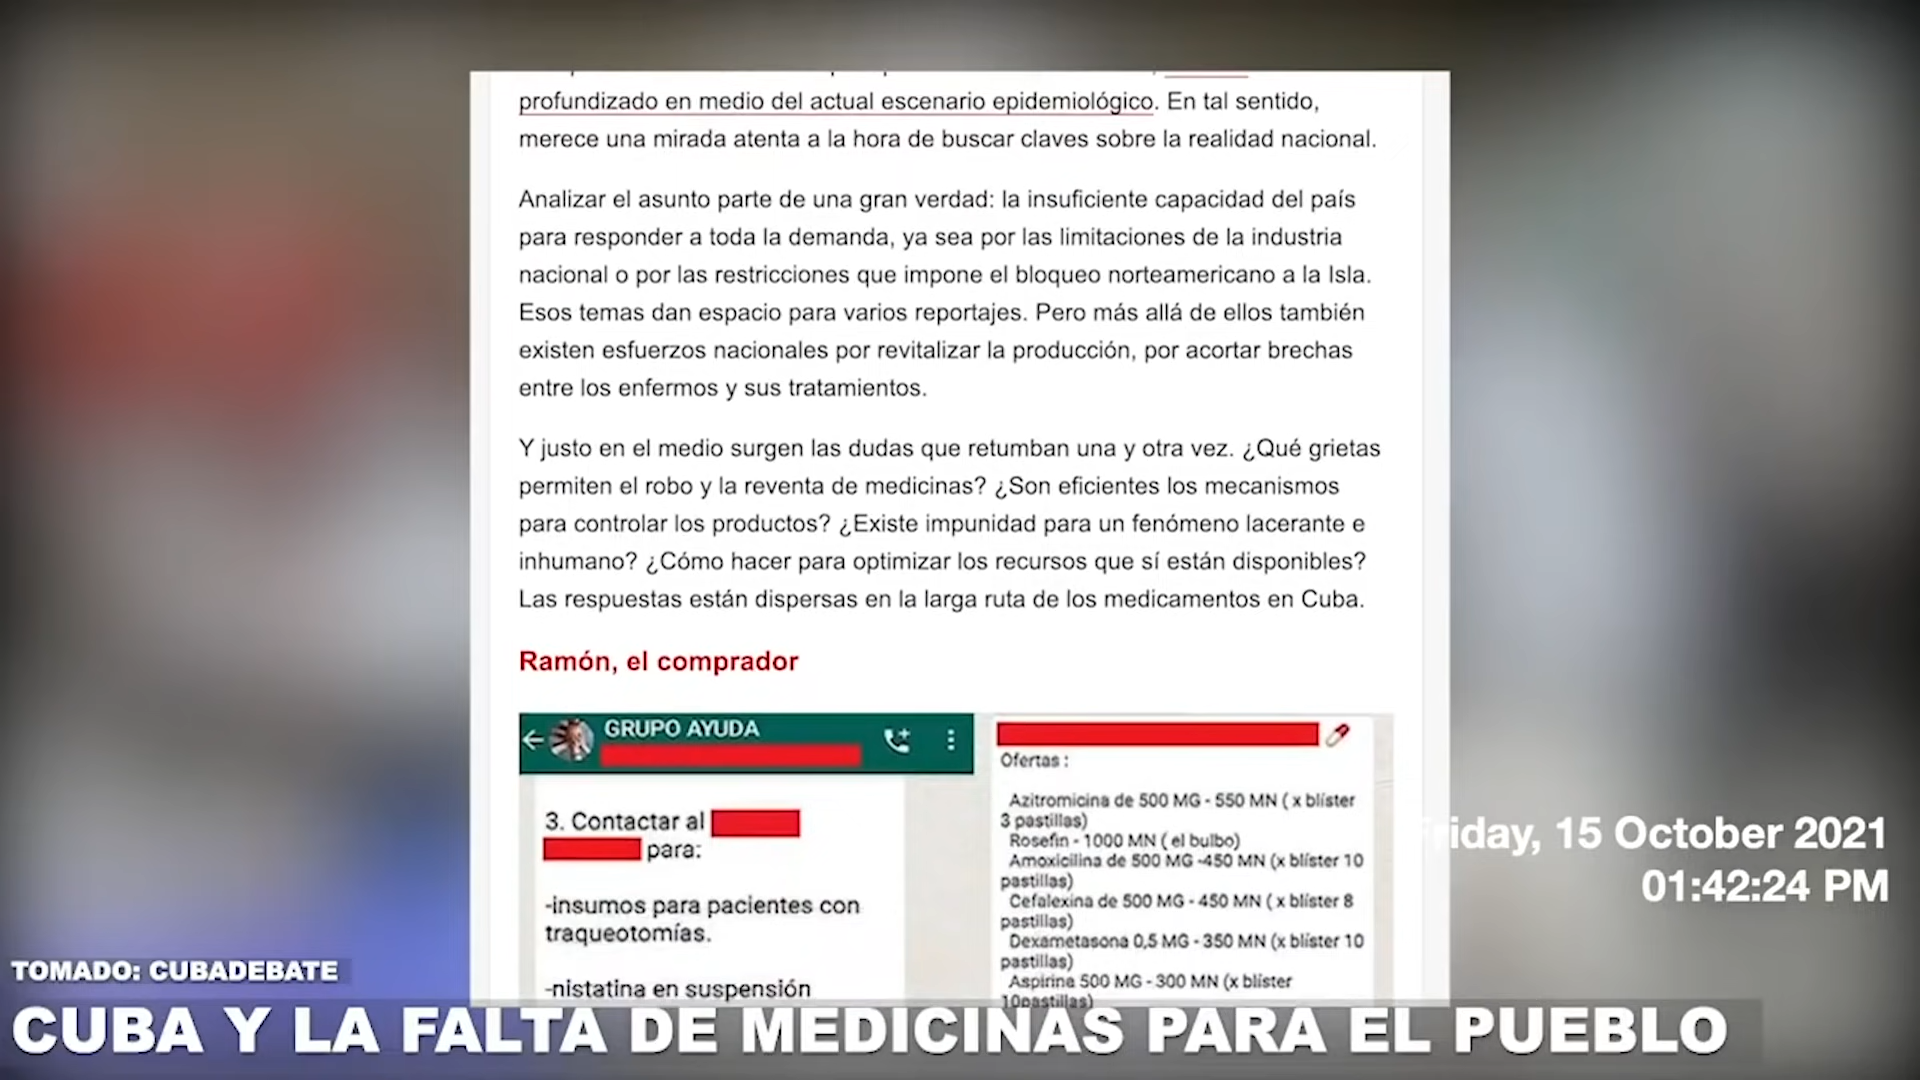 profundizado en medio del actual escenario epidemiológico. En tal sentido,
merece una mirada atenta a la hora de buscar claves sobre la realidad nacional.
Analizar el asunto parte de una gran verdad: la insuficiente capacidad del país
para responder a toda la demanda, ya sea por las limitaciones de la industria
nacional o por las restricciones que impone el bloqueo norteamericano a la Isla.
Esos temas dan espacio para varios reportajes. Pero más allá de ellos también
existen esfuerzos nacionales por revitalizar la producción, por acortar brechas
entre los enfermos y sus tratamientos.
Y justo en el medio surgen las dudas que retumban una y otra vez. ¿Qué grietas
permiten el robo y la reventa de medicinas? ¿Son eficientes los mecanismos
para controlar los productos? ¿Existe impunidad para un fenómeno lacerante e
inhumano? ¿Cómo hacer para optimizar los recursos que sí están disponibles?
Las respuestas están dispersas en la larga ruta de los medicamentos en Cuba.
Ramón, el comprador
GRUPO AYUDA
3. Contactar al
para:
-insumos para pacientes con
traqueotomías.
-nistatina en suspensión
Ofertas :
Azitromicina de 500 MG - 550 MN ( x blíster
3 pastillas)
Rosefin - 1000 MN ( el bulbo)
Amoxicilina de 500 MG -450 MN (x blíster 10
pastillas)
Cefalexina de 500 MG - 450 MN ( x blíster 8
pastillas)
Dexametasona 0,5 MG - 350 MN (x blíster 10
pastillas)
Aspirina 500 MG - 300 MN (x blíster
10pastillas)
Friday, 15 October 2021
01:42:24 PM
TOMADO: CUBADEBATE
CUBA Y LA FALTA DE MEDICINAS PARA EL PUEBLO